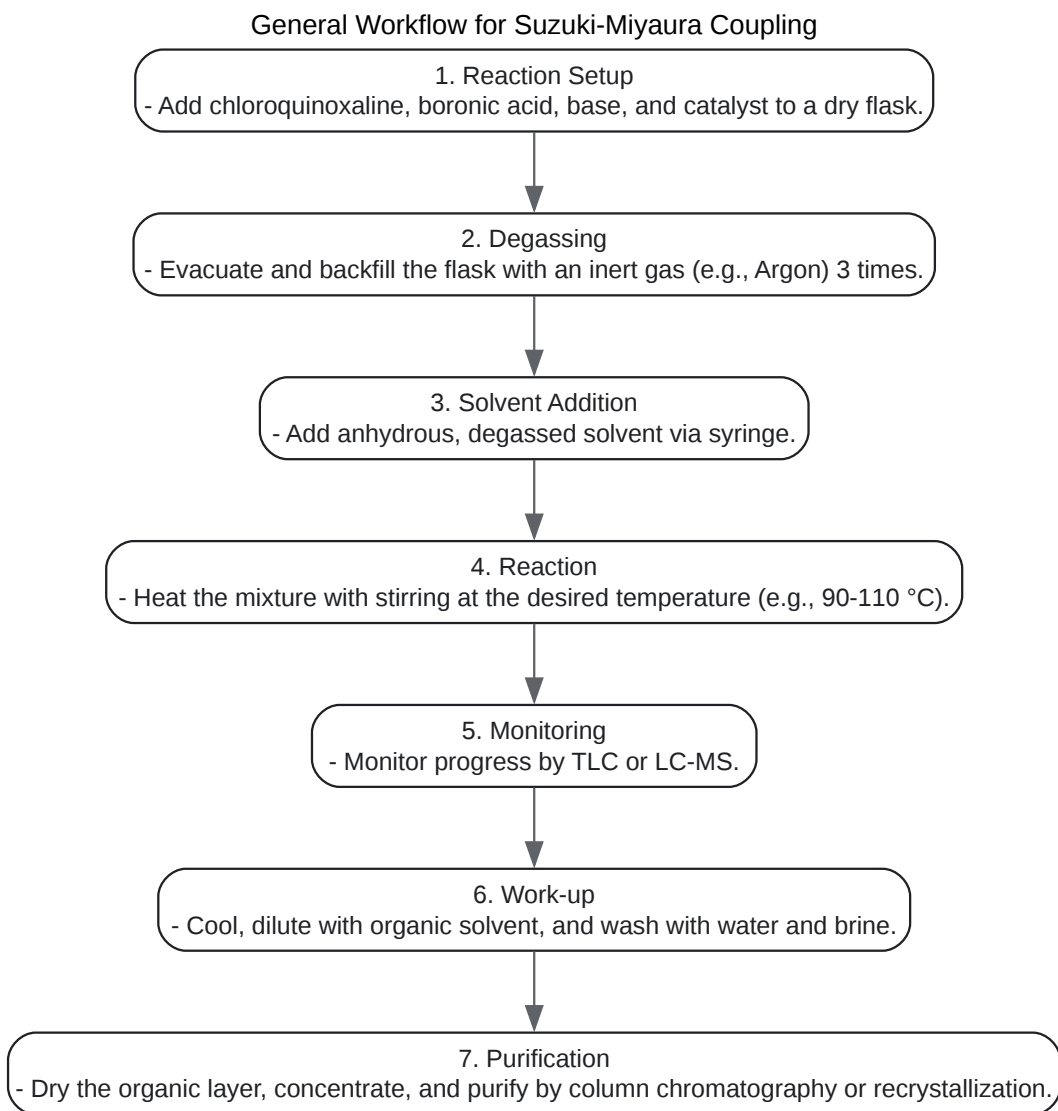 General Workflow for Suzuki-Miyaura Coupling
1. Reaction Setup
- Add chloroquinoxaline, boronic acid, base, and catalyst to a dry flask.
2. Degassing
- Evacuate and backfill the flask with an inert gas (e.g., Argon) 3 times.
3. Solvent Addition
- Add anhydrous, degassed solvent via syringe.
4. Reaction
- Heat the mixture with stirring at the desired temperature (e.g., 90-110 °C).
5. Monitoring
- Monitor progress by TLC or LC-MS.
6. Work-up
- Cool, dilute with organic solvent, and wash with water and brine.
7. Purification
- Dry the organic layer, concentrate, and purify by column chromatography or recrystallization.